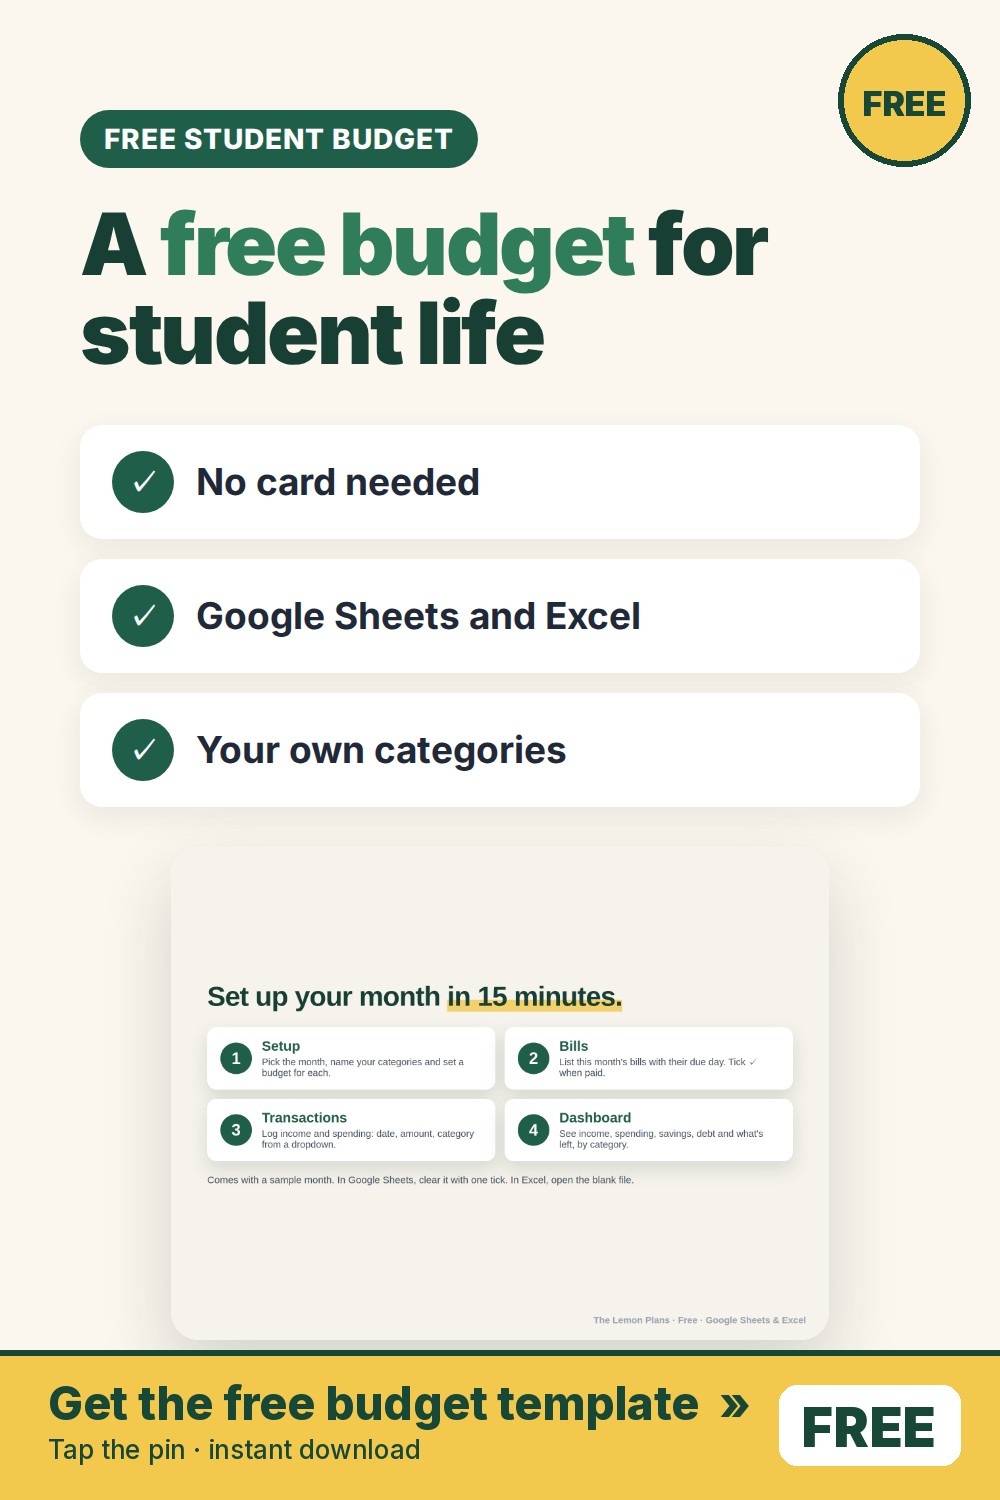 FREE
FREE STUDENT BUDGET
A free budget for
student life
✓ No card needed
✓ Google Sheets and Excel
✓ Your own categories
Set up your month in 15 minutes.
1 Setup
Pick the month, name your categories and set a
budget for each.
2 Bills
List this month's bills with their due day. Tick ✓
when paid.
3 Transactions
Log income and spending: date, amount, category
from a dropdown.
4 Dashboard
See income, spending, savings, debt and what's
left, by category.
Comes with a sample month. In Google Sheets, clear it with one tick. In Excel, open the blank file.
The Lemon Plans · Free · Google Sheets & Excel
Get the free budget template »
Tap the pin · instant download
FREE